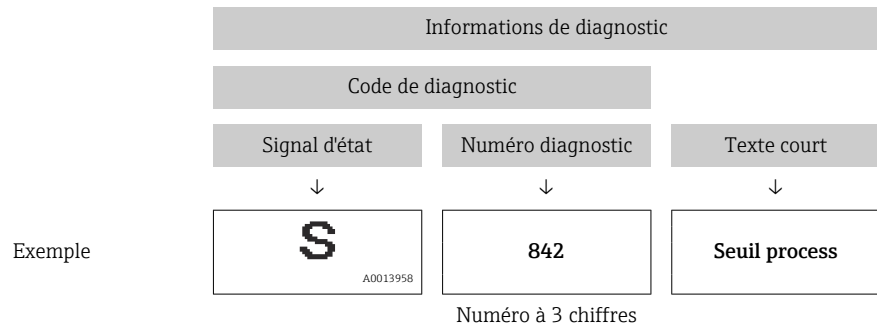 Informations de diagnostic
Code de diagnostic
Signal d'état Numéro diagnostic Texte court
↓ ↓ ↓
Exemple S 842 Seuil process
A0013958
Numéro à 3 chiffres